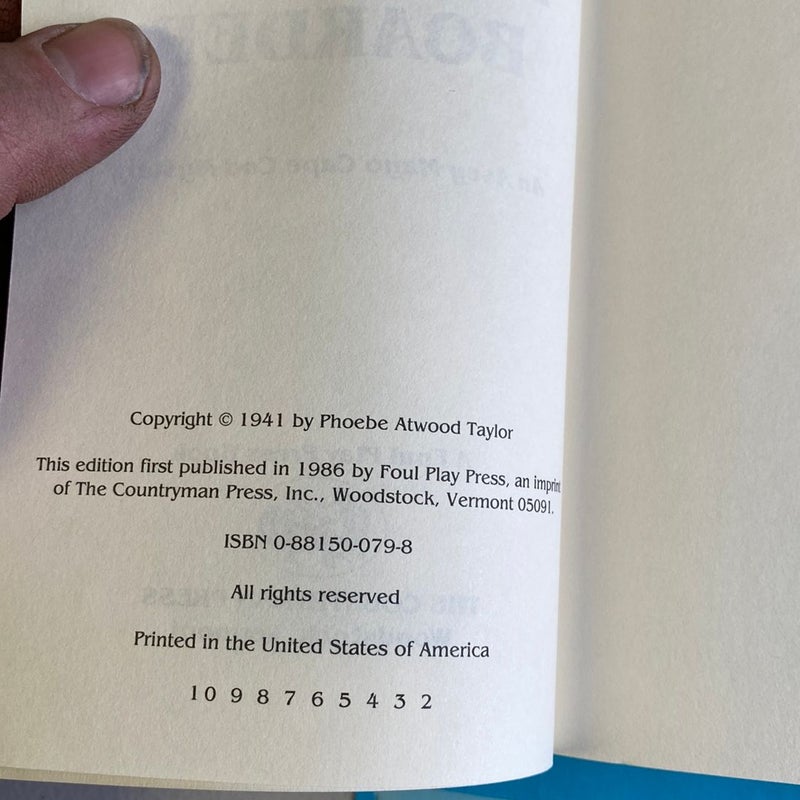 Copyright © 1941 by Phoebe Atwood Taylor
This edition first published in 1986 by Foul Play Press, an imprint
of The Countryman Press, Inc., Woodstock, Vermont 05091.
ISBN 0-88150-079-8
All rights reserved
Printed in the United States of America
10 9 8 7 6 5 4 3 2